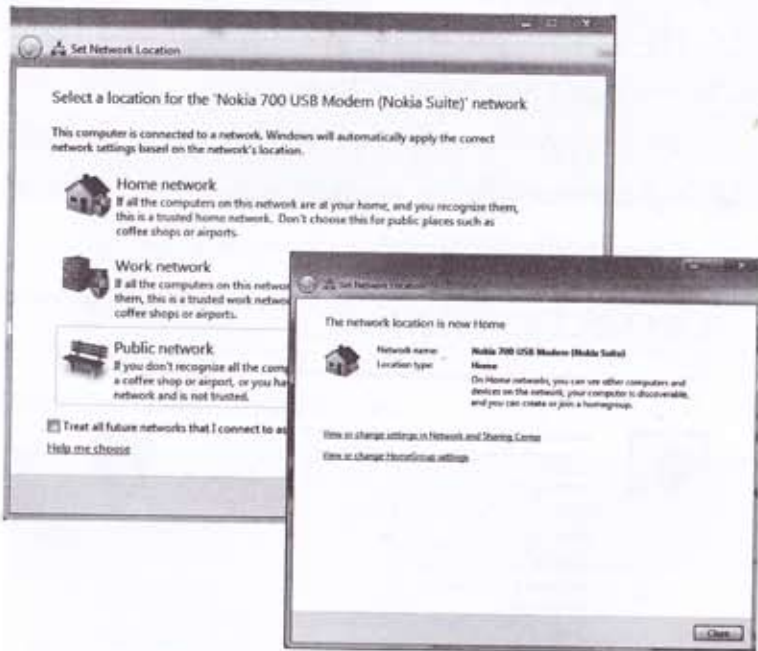 Set Network Location
Select a location for the 'Nokia 700 USB Modem (Nokia Suite)' network
This computer is connected to a network. Windows will automatically apply the correct
network settings based on the network's location.
Home network
If all the computers on this network are at your home, and you recognize them,
this is a trusted home network. Don't choose this for public places such as
coffee shops or airports.
Work network
If all the computers on this networ
them, this is a trusted work networ
coffee shops or airports.
Public network
If you don't recognize all the comp
a coffee shop or airport, or you ha
network and is not trusted.
Treat all future networks that I connect to as
Help me choose
Set Network Location
The network location is now Home
Network name: Nokia 700 USB Modem (Nokia Suite)
Location type: Home
On Home networks, you can see other computers and
devices on the network, your computer is discoverable,
and you can create or join a homegroup.
View or change settings in Network and Sharing Center
View or change HomeGroup settings
Close